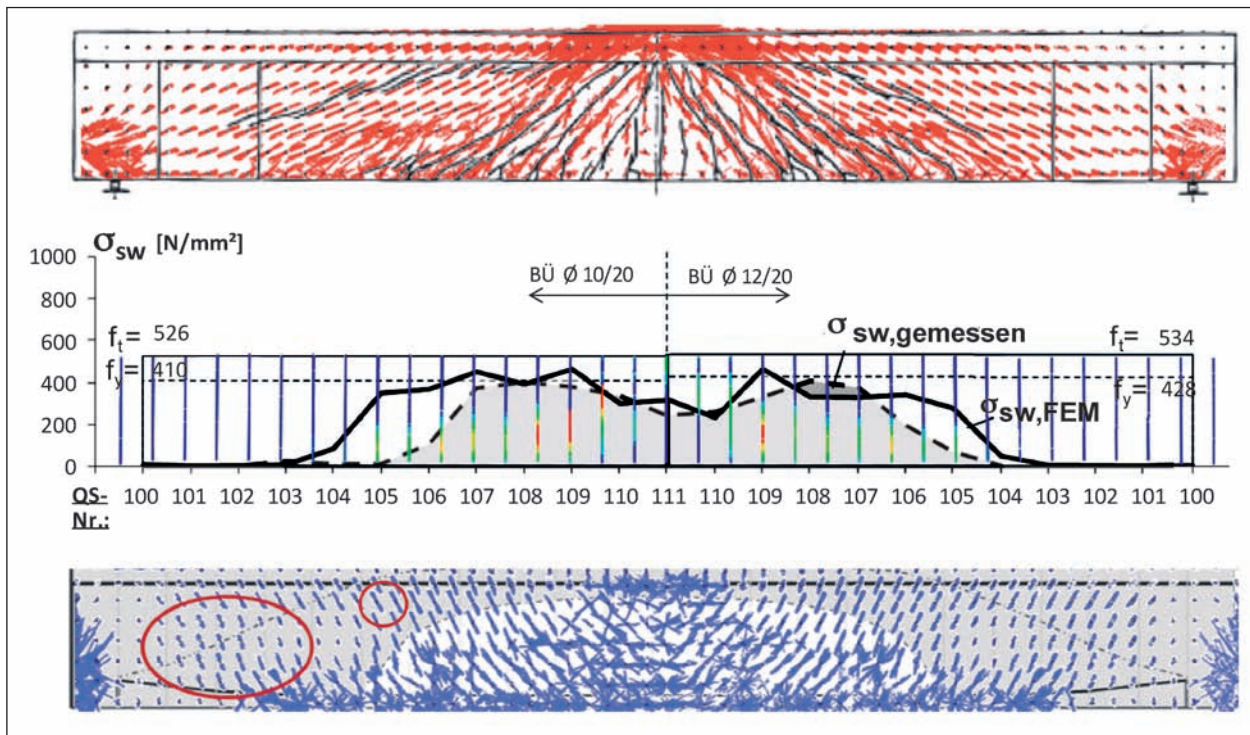 σSW [N/mm²]
1000
800
600
400
200
0
BÜ Ø 10/20
BÜ Ø 12/20
ft= 526
fy= 410
σsw,gemessen
ft= 534
fy= 428
σsw,FEM
QS-Nr.:
100 101 102 103 104 105 106 107 108 109 110 111 110 109 108 107 106 105 104 103 102 101 100